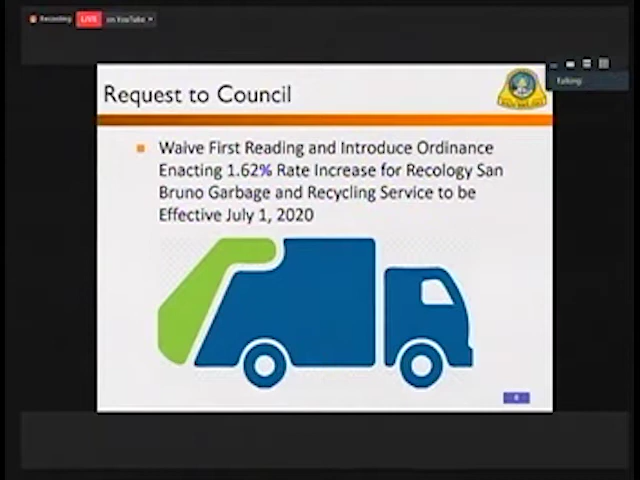 Recording LIVE on YouTube
Talking:
Request to Council
Waive First Reading and Introduce Ordinance
Enacting 1.62% Rate Increase for Recology San
Bruno Garbage and Recycling Service to be
Effective July 1, 2020